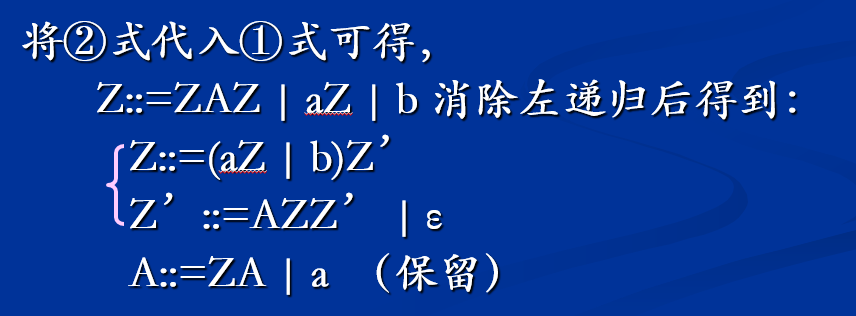 将②式代入①式可得，
Z::=ZAZ | aZ | b 消除左递归后得到：
Z::=(aZ | b)Z’
Z’ ::=AZZ’ | ε
A::=ZA | a （保留）